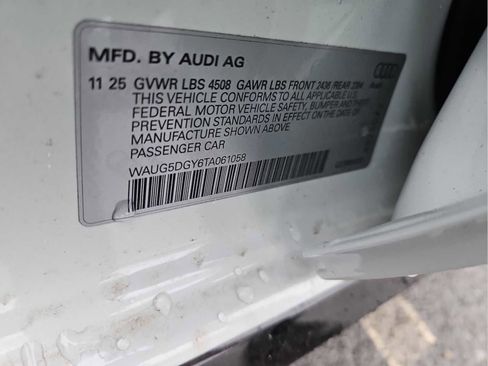 MFD. BY AUDI AG
11 25 GVWR LBS 4508 GAWR LBS FRONT 2436 /REAR 2304
THIS VEHICLE CONFORMS TO ALL APPLICABLE U.S.
FEDERAL MOTOR VEHICLE SAFETY, BUMPER AND THEFT
PREVENTION STANDARDS IN EFFECT ON THE DATE OF
MANUFACTURE SHOWN ABOVE.
PASSENGER CAR
WAUG5DGY6TA061058
Audi